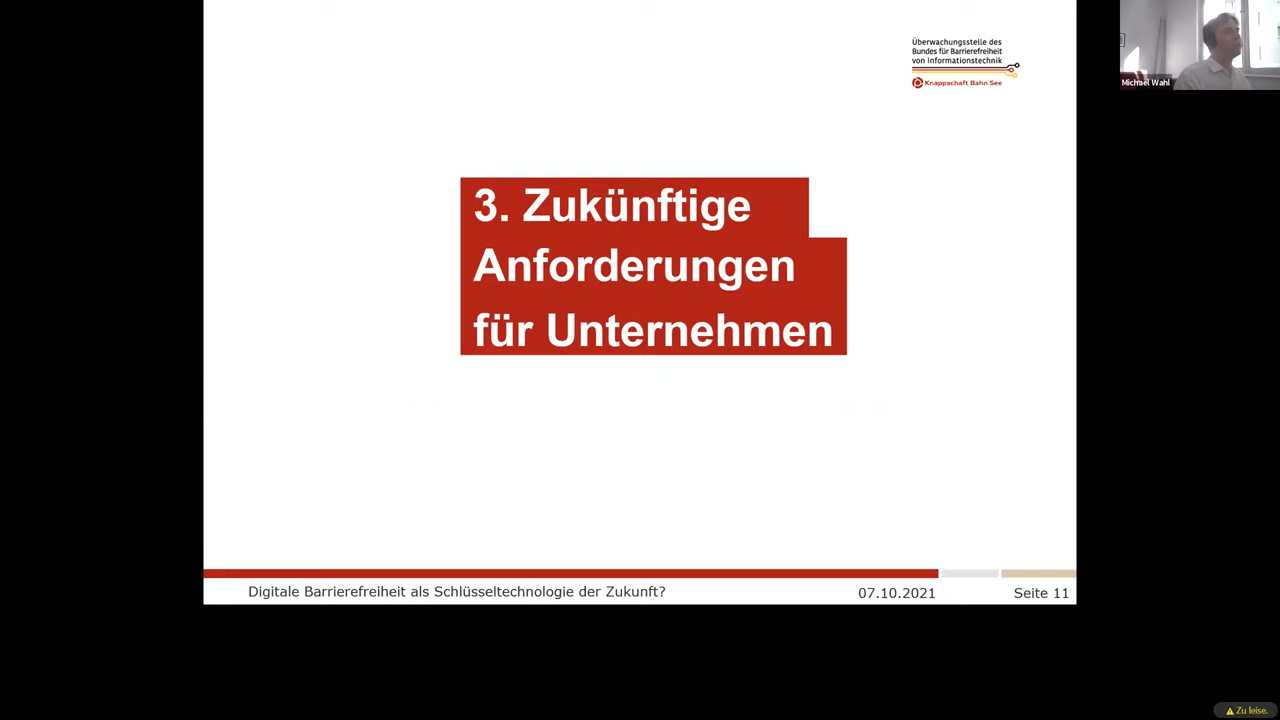 Überwachungsstelle des
Bundes für Barrierefreiheit
von Informationstechnik
Knappschaft Bahn See
Michael Wahl
3. Zukünftige
Anforderungen
für Unternehmen
Digitale Barrierefreiheit als Schlüsseltechnologie der Zukunft?
07.10.2021
Seite 11
Zu leise.